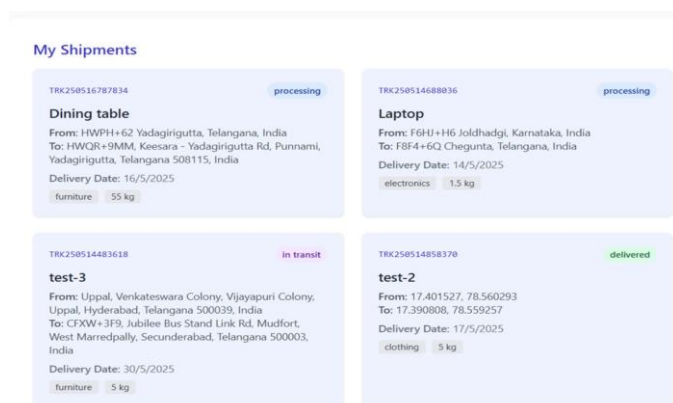 My Shipments
TRK250516787834
processing
Dining table
From: HWPH+62 Yadagirigutta, Telangana, India
To: HWQR+9MM, Keesara - Yadagirigutta Rd, Punnami,
Yadagirigutta, Telangana 508115, India
Delivery Date: 16/5/2025
furniture 55 kg
TRK250514688036
processing
Laptop
From: F6HJ+H6 Joldhadgi, Karnataka, India
To: F8F4+6Q Chegunta, Telangana, India
Delivery Date: 14/5/2025
electronics 1.5 kg
TRK250514483618
in transit
test-3
From: Uppal, Venkateswara Colony, Vijayapuri Colony,
Uppal, Hyderabad, Telangana 500039, India
To: CFXW+3F9, Jubilee Bus Stand Link Rd, Mudfort,
West Marredpally, Secunderabad, Telangana 500003,
India
Delivery Date: 30/5/2025
furniture 5 kg
TRK250514858370
delivered
test-2
From: 17.401527, 78.560293
To: 17.390808, 78.559257
Delivery Date: 17/5/2025
clothing 5 kg